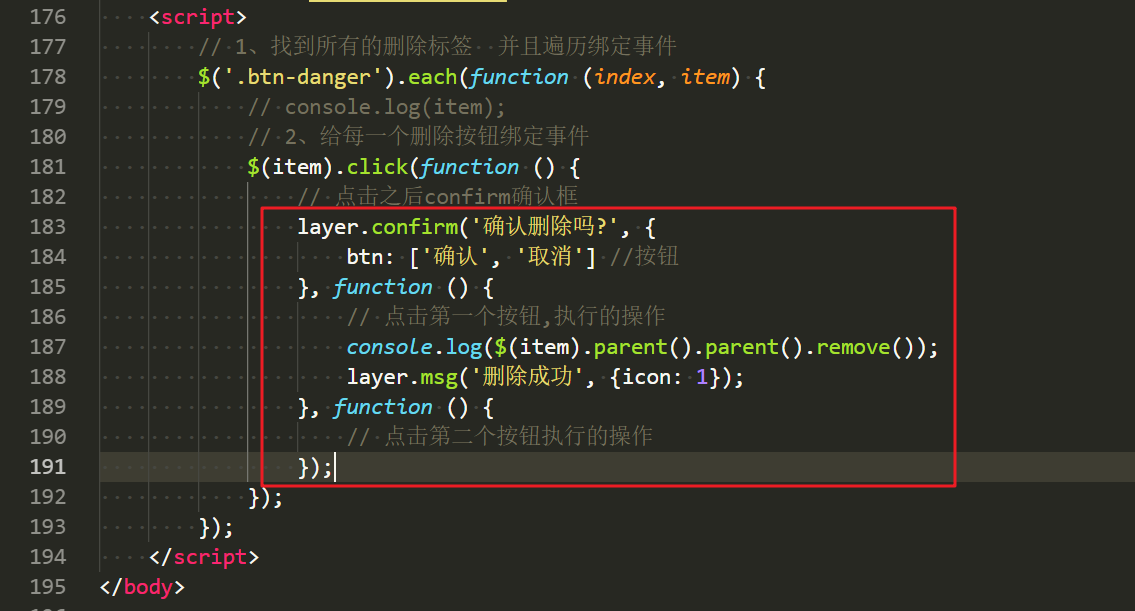 176 <script>
177 // 1、找到所有的删除标签 并且遍历绑定事件
178 $('.btn-danger').each(function (index, item) {
179 // console.log(item);
180 // 2、给每一个删除按钮绑定事件
181 $(item).click(function () {
182 // 点击之后confirm确认框
183 layer.confirm('确认删除吗?', {
184 btn: ['确认', '取消'] //按钮
185 }, function () {
186 // 点击第一个按钮,执行的操作
187 console.log($(item).parent().parent().remove());
188 layer.msg('删除成功', {icon: 1});
189 }, function () {
190 // 点击第二个按钮执行的操作
191 });
192 });
193 });
194 </script>
195 </body>